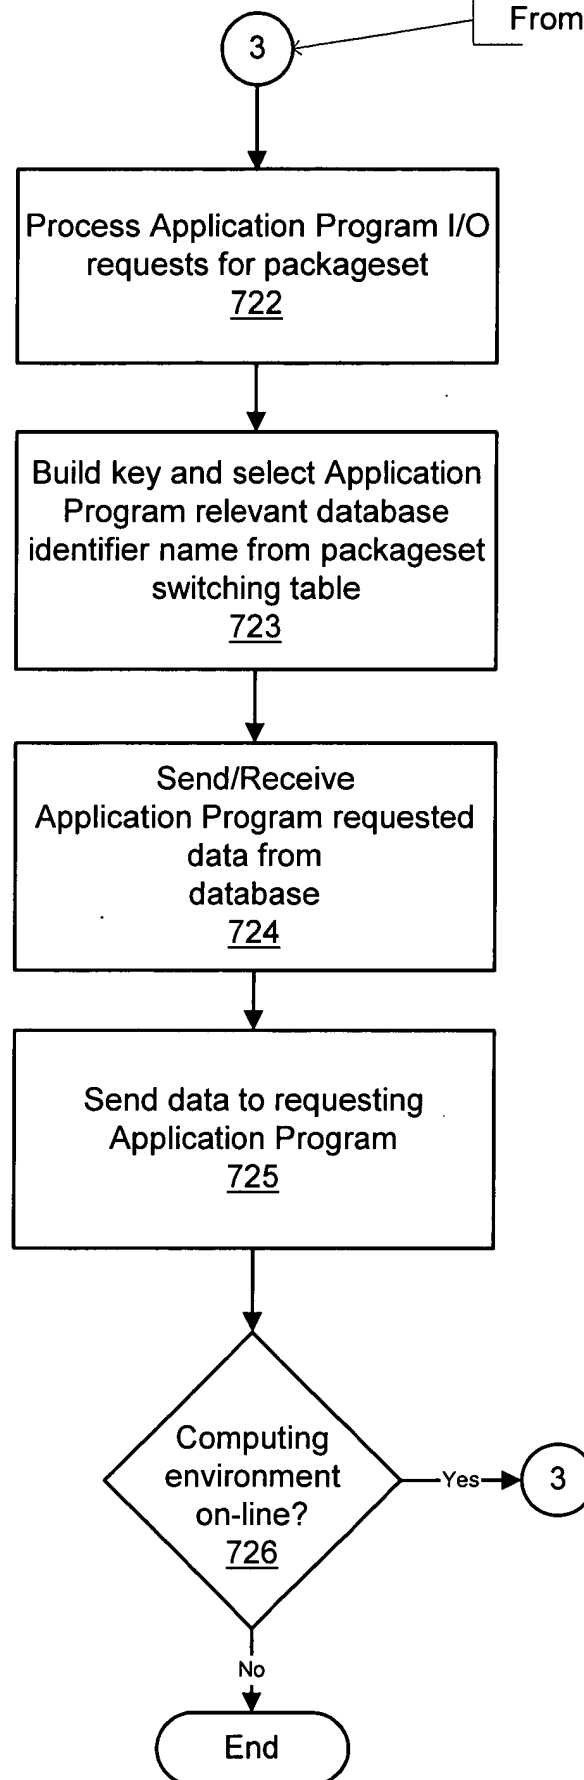 From
3
Process Application Program I/O
requests for packageset
722
Build key and select Application
Program relevant database
identifier name from packageset
switching table
723
Send/Receive
Application Program requested
data from
database
724
Send data to requesting
Application Program
725
Computing
environment
on-line?
726
Yes
3
No
End